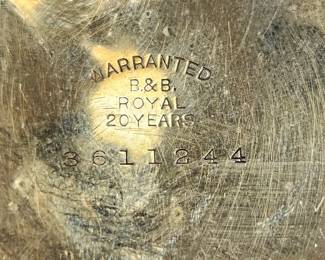 WARRANTED
B.&B.
ROYAL
20 YEARS
3611244